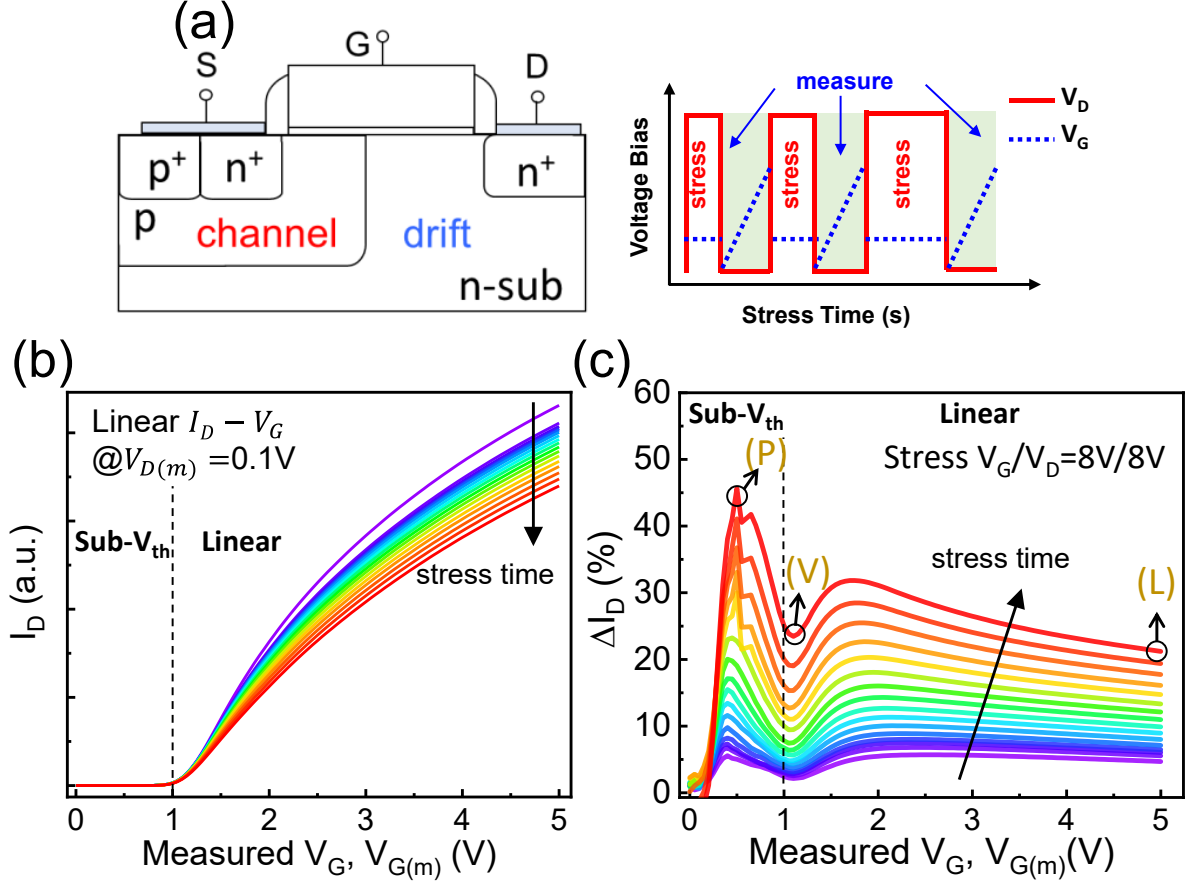 (a)
S
G
D
p+
n+
n+
p
channel
drift
n-sub
measure
stress
stress
stress
V_D
V_G
Voltage Bias
Stress Time (s)
(b)
Linear I_D − V_G
@V_D(m) =0.1V
Sub-V_th
Linear
stress time
I_D (a.u.)
0
1
2
3
4
5
Measured V_G, V_G(m) (V)
(c)
60
50
40
30
20
10
0
ΔI_D (%)
Sub-V_th
Linear
Stress V_G/V_D=8V/8V
(P)
(V)
(L)
stress time
0
1
2
3
4
5
Measured V_G, V_G(m)(V)